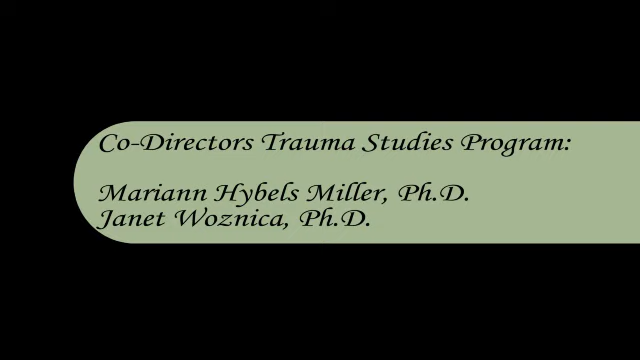 Co-Directors Trauma Studies Program:
Mariann Hybels Miller, Ph.D.
Janet Woznica, Ph.D.